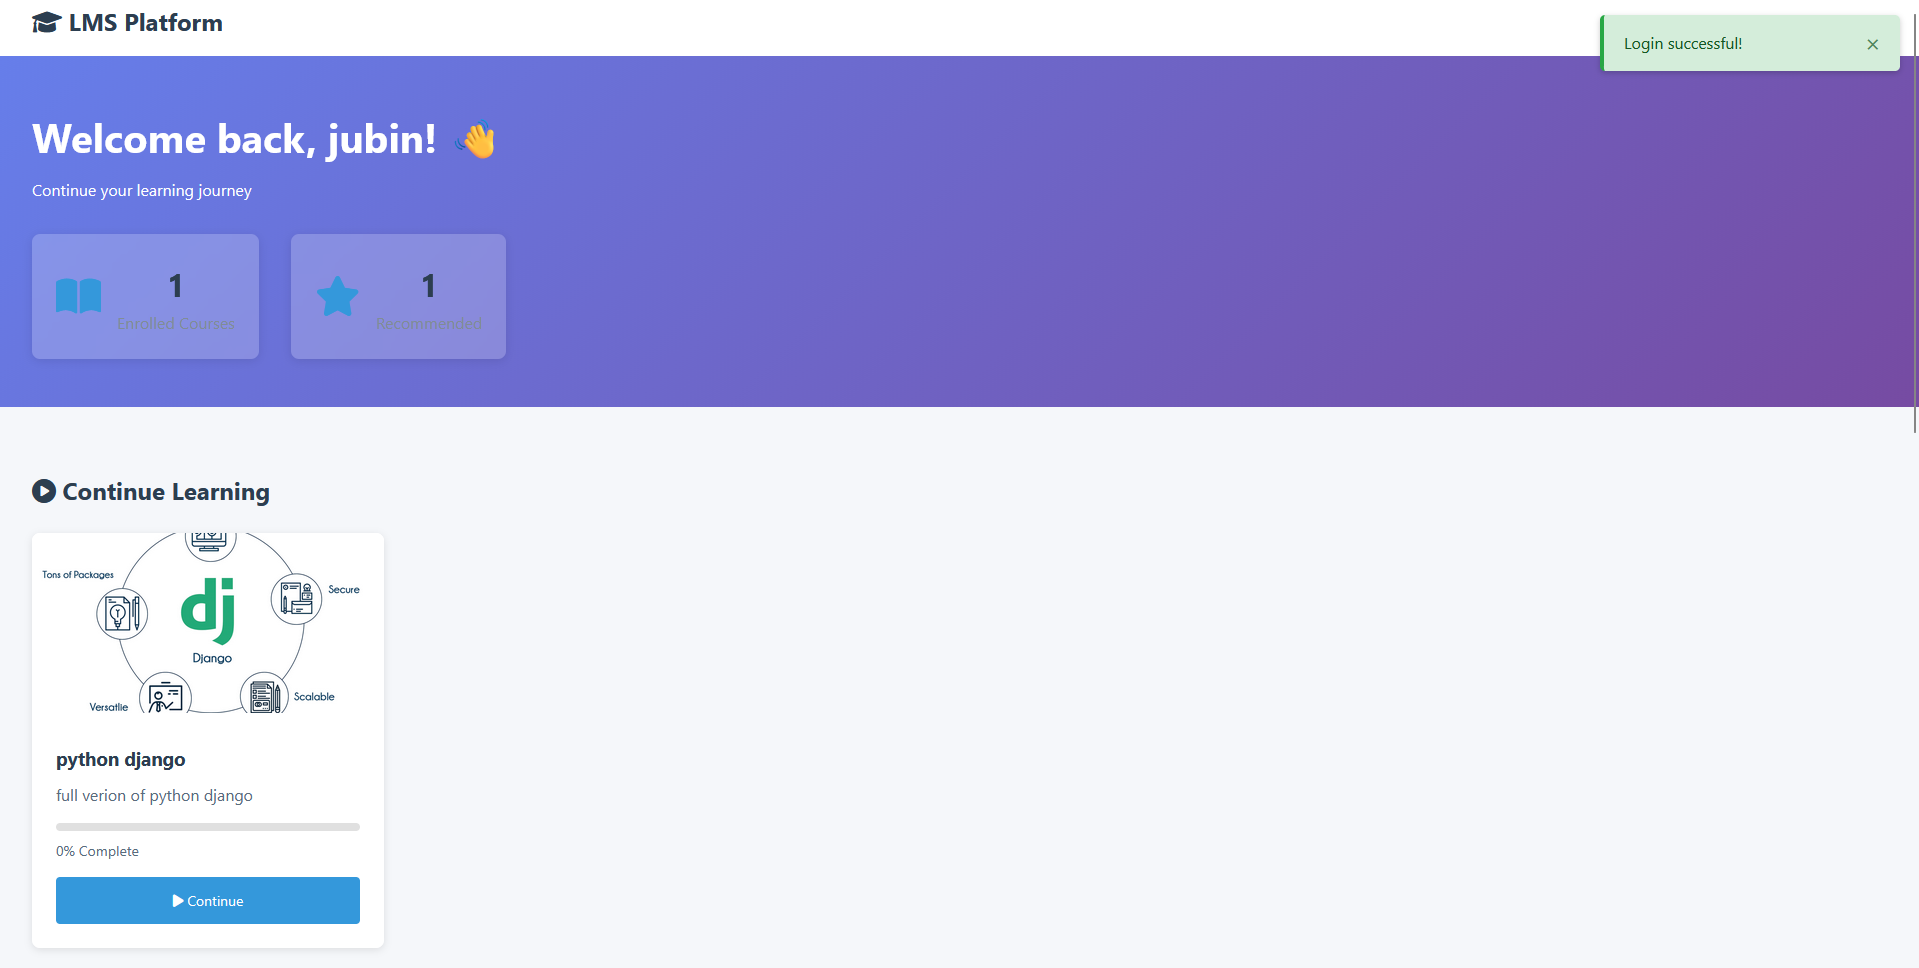 LMS Platform
Login successful!
Welcome back, jubin! 👋
Continue your learning journey
1
Enrolled Courses
1
Recommended
Continue Learning
Tons of Packages
Secure
dj
Django
Scalable
Versatlie
python django
full verion of python django
0% Complete
Continue